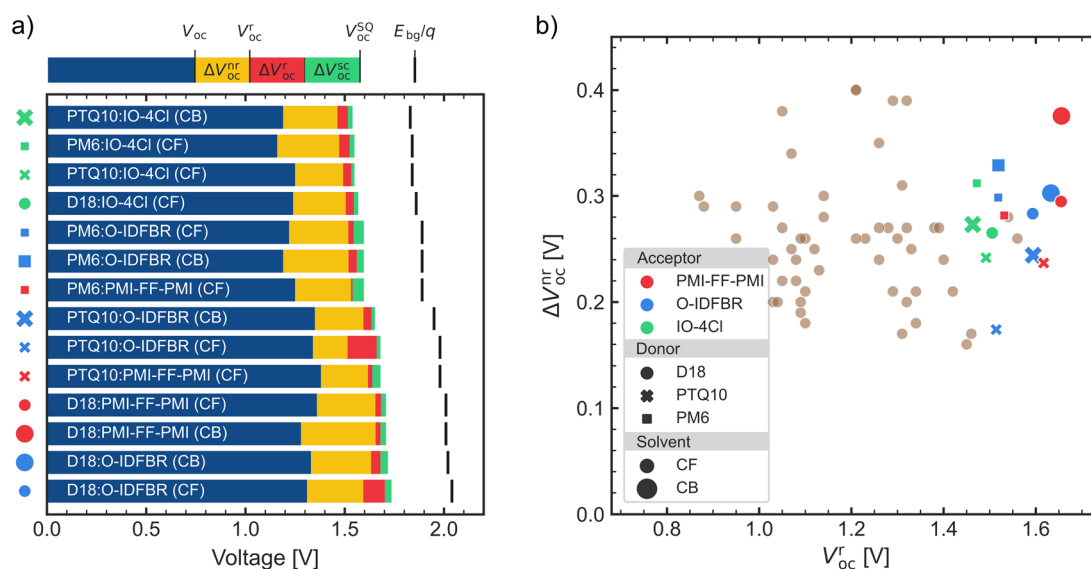 a)
V_oc V^r_oc V^SQ_oc E_bg/q
ΔV^nr_oc ΔV^r_oc ΔV^sc_oc
PTQ10:IO-4Cl (CB)
PM6:IO-4Cl (CF)
PTQ10:IO-4Cl (CF)
D18:IO-4Cl (CF)
PM6:O-IDFBR (CF)
PM6:O-IDFBR (CB)
PM6:PMI-FF-PMI (CF)
PTQ10:O-IDFBR (CB)
PTQ10:O-IDFBR (CF)
PTQ10:PMI-FF-PMI (CF)
D18:PMI-FF-PMI (CF)
D18:PMI-FF-PMI (CB)
D18:O-IDFBR (CB)
D18:O-IDFBR (CF)
0.0 0.5 1.0 1.5 2.0
Voltage [V]
b)
ΔV^nr_oc [V]
0.4
0.3
0.2
0.1
0.0
Acceptor
PMI-FF-PMI
O-IDFBR
IO-4Cl
Donor
D18
PTQ10
PM6
Solvent
CF
CB
0.8 1.0 1.2 1.4 1.6
V^r_oc [V]